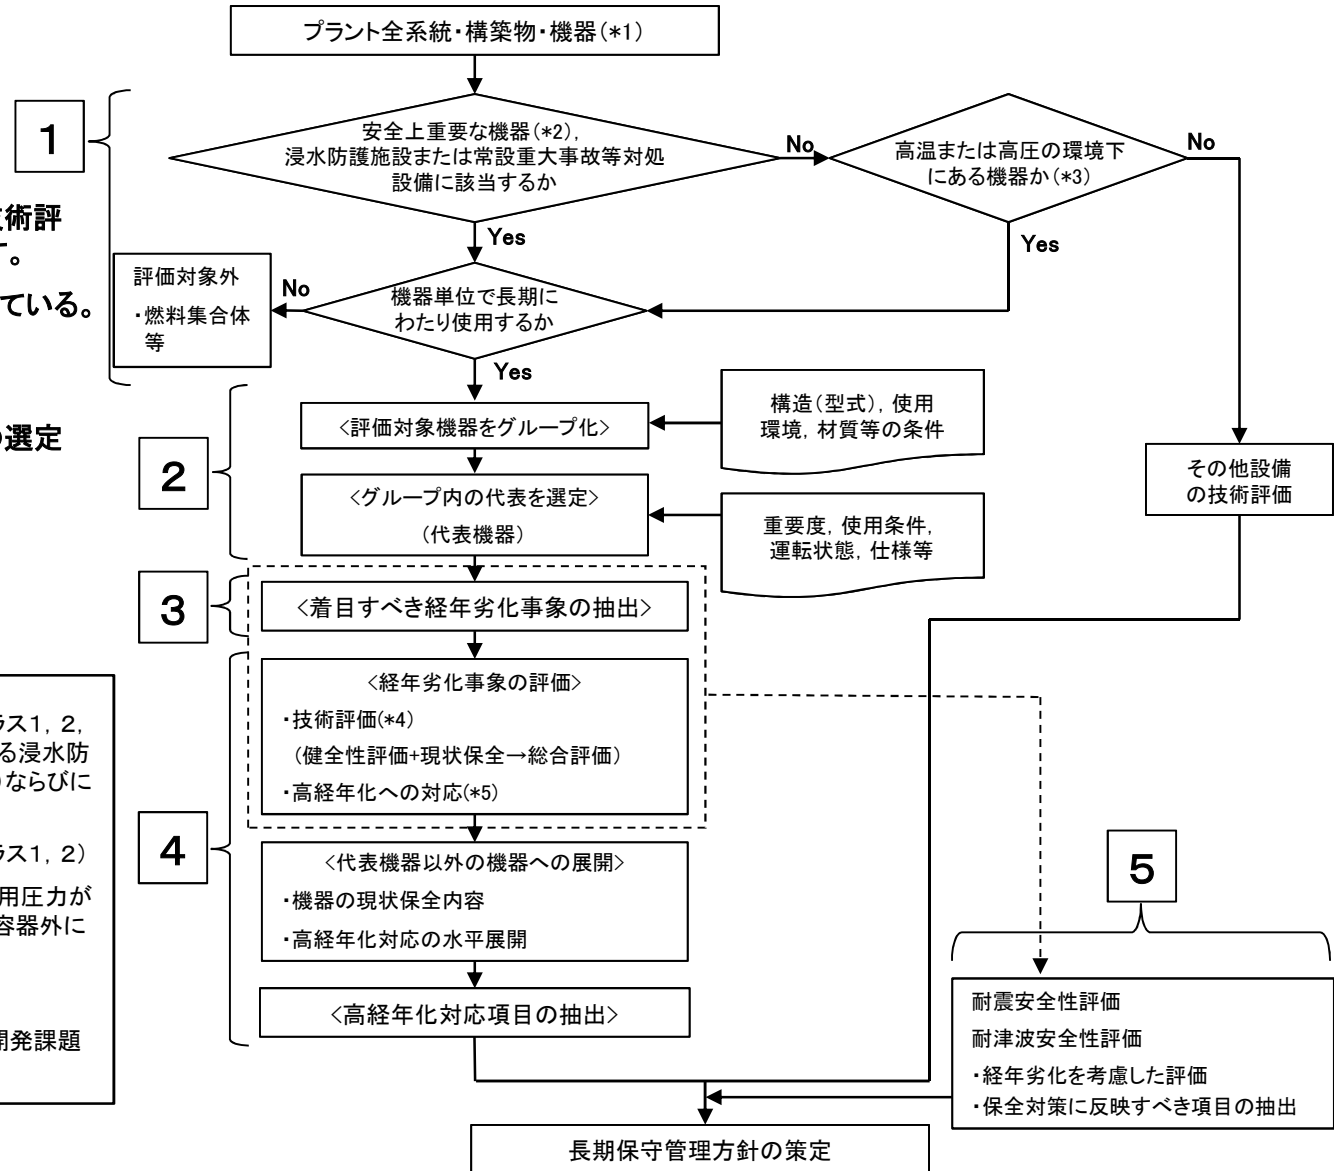 プラント全系統・構築物・機器(*1)
1
安全上重要な機器(*2),
浸水防護施設または常設重大事故等対処
設備に該当するか
No
高温または高圧の環境下
にある機器か(*3)
No
Yes
Yes
術評
す。
ている。
評価対象外
・燃料集合体
等
No
機器単位で長期に
わたり使用するか
Yes
の選定
2
<評価対象機器をグループ化>
構造(型式), 使用
環境, 材質等の条件
<グループ内の代表を選定>
(代表機器)
重要度, 使用条件,
運転状態, 仕様等
その他設備
の技術評価
3
<着目すべき経年劣化事象の抽出>
4
<経年劣化事象の評価>
・技術評価(*4)
(健全性評価+現状保全→総合評価)
・高経年化への対応(*5)
<代表機器以外の機器への展開>
・機器の現状保全内容
・高経年化対応の水平展開
<高経年化対応項目の抽出>
ラス1, 2,
る浸水防
)ならびに
ラス1, 2)
用圧力が
容器外に
開発課題
5
耐震安全性評価
耐津波安全性評価
・経年劣化を考慮した評価
・保全対策に反映すべき項目の抽出
長期保守管理方針の策定